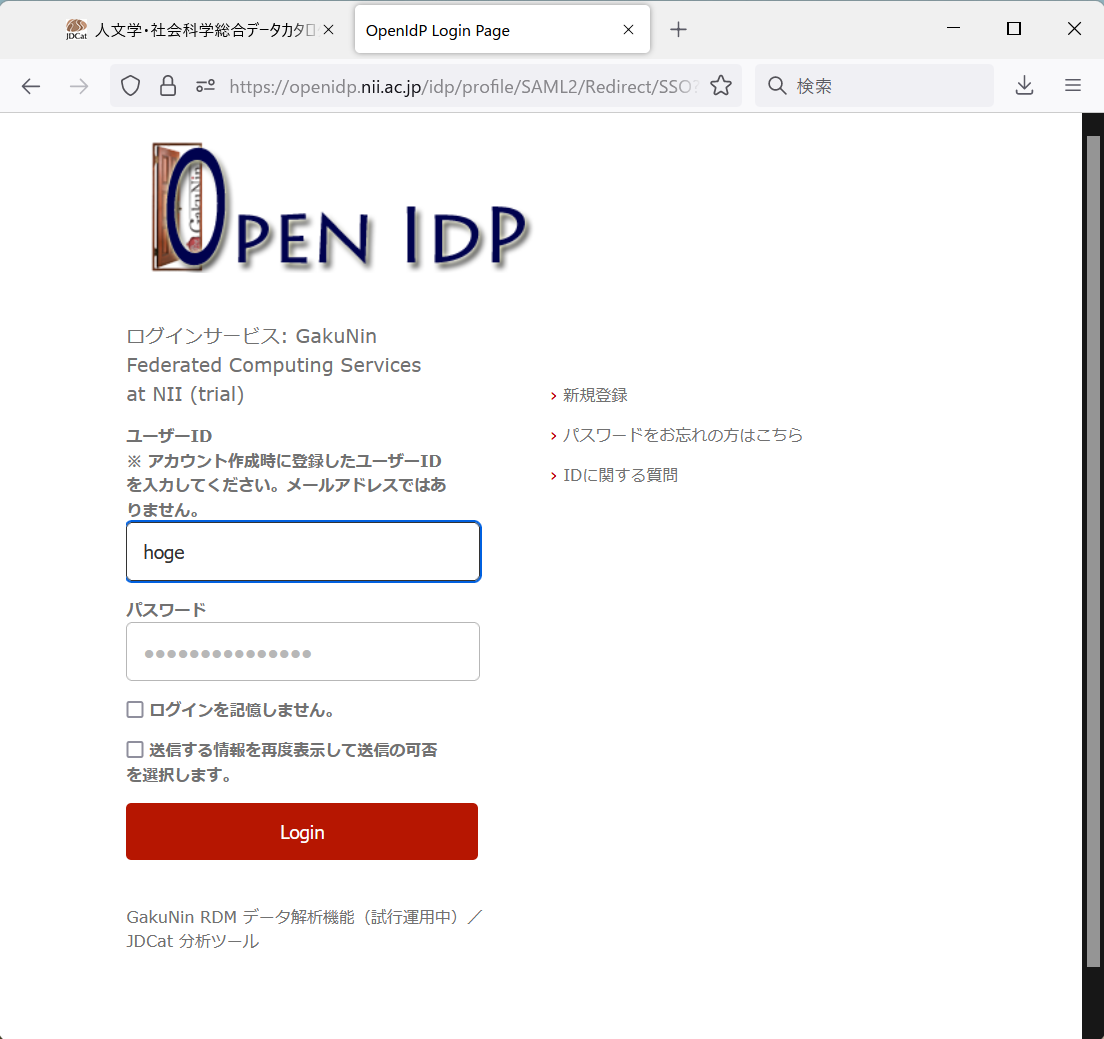 JDCat 人文学・社会科学総合データカタロ
OpenIdP Login Page
https://openidp.nii.ac.jp/idp/profile/SAML2/Redirect/SSO?
検索
GakuNin
OPEN IDP
ログインサービス: GakuNin
Federated Computing Services
at NII (trial)
新規登録
パスワードをお忘れの方はこちら
IDに関する質問
ユーザーID
※ アカウント作成時に登録したユーザーID
を入力してください。メールアドレスではあ
りません。
hoge
パスワード
ログインを記憶しません。
送信する情報を再度表示して送信の可否
を選択します。
Login
GakuNin RDM データ解析機能（試行運用中）／
JDCat 分析ツール